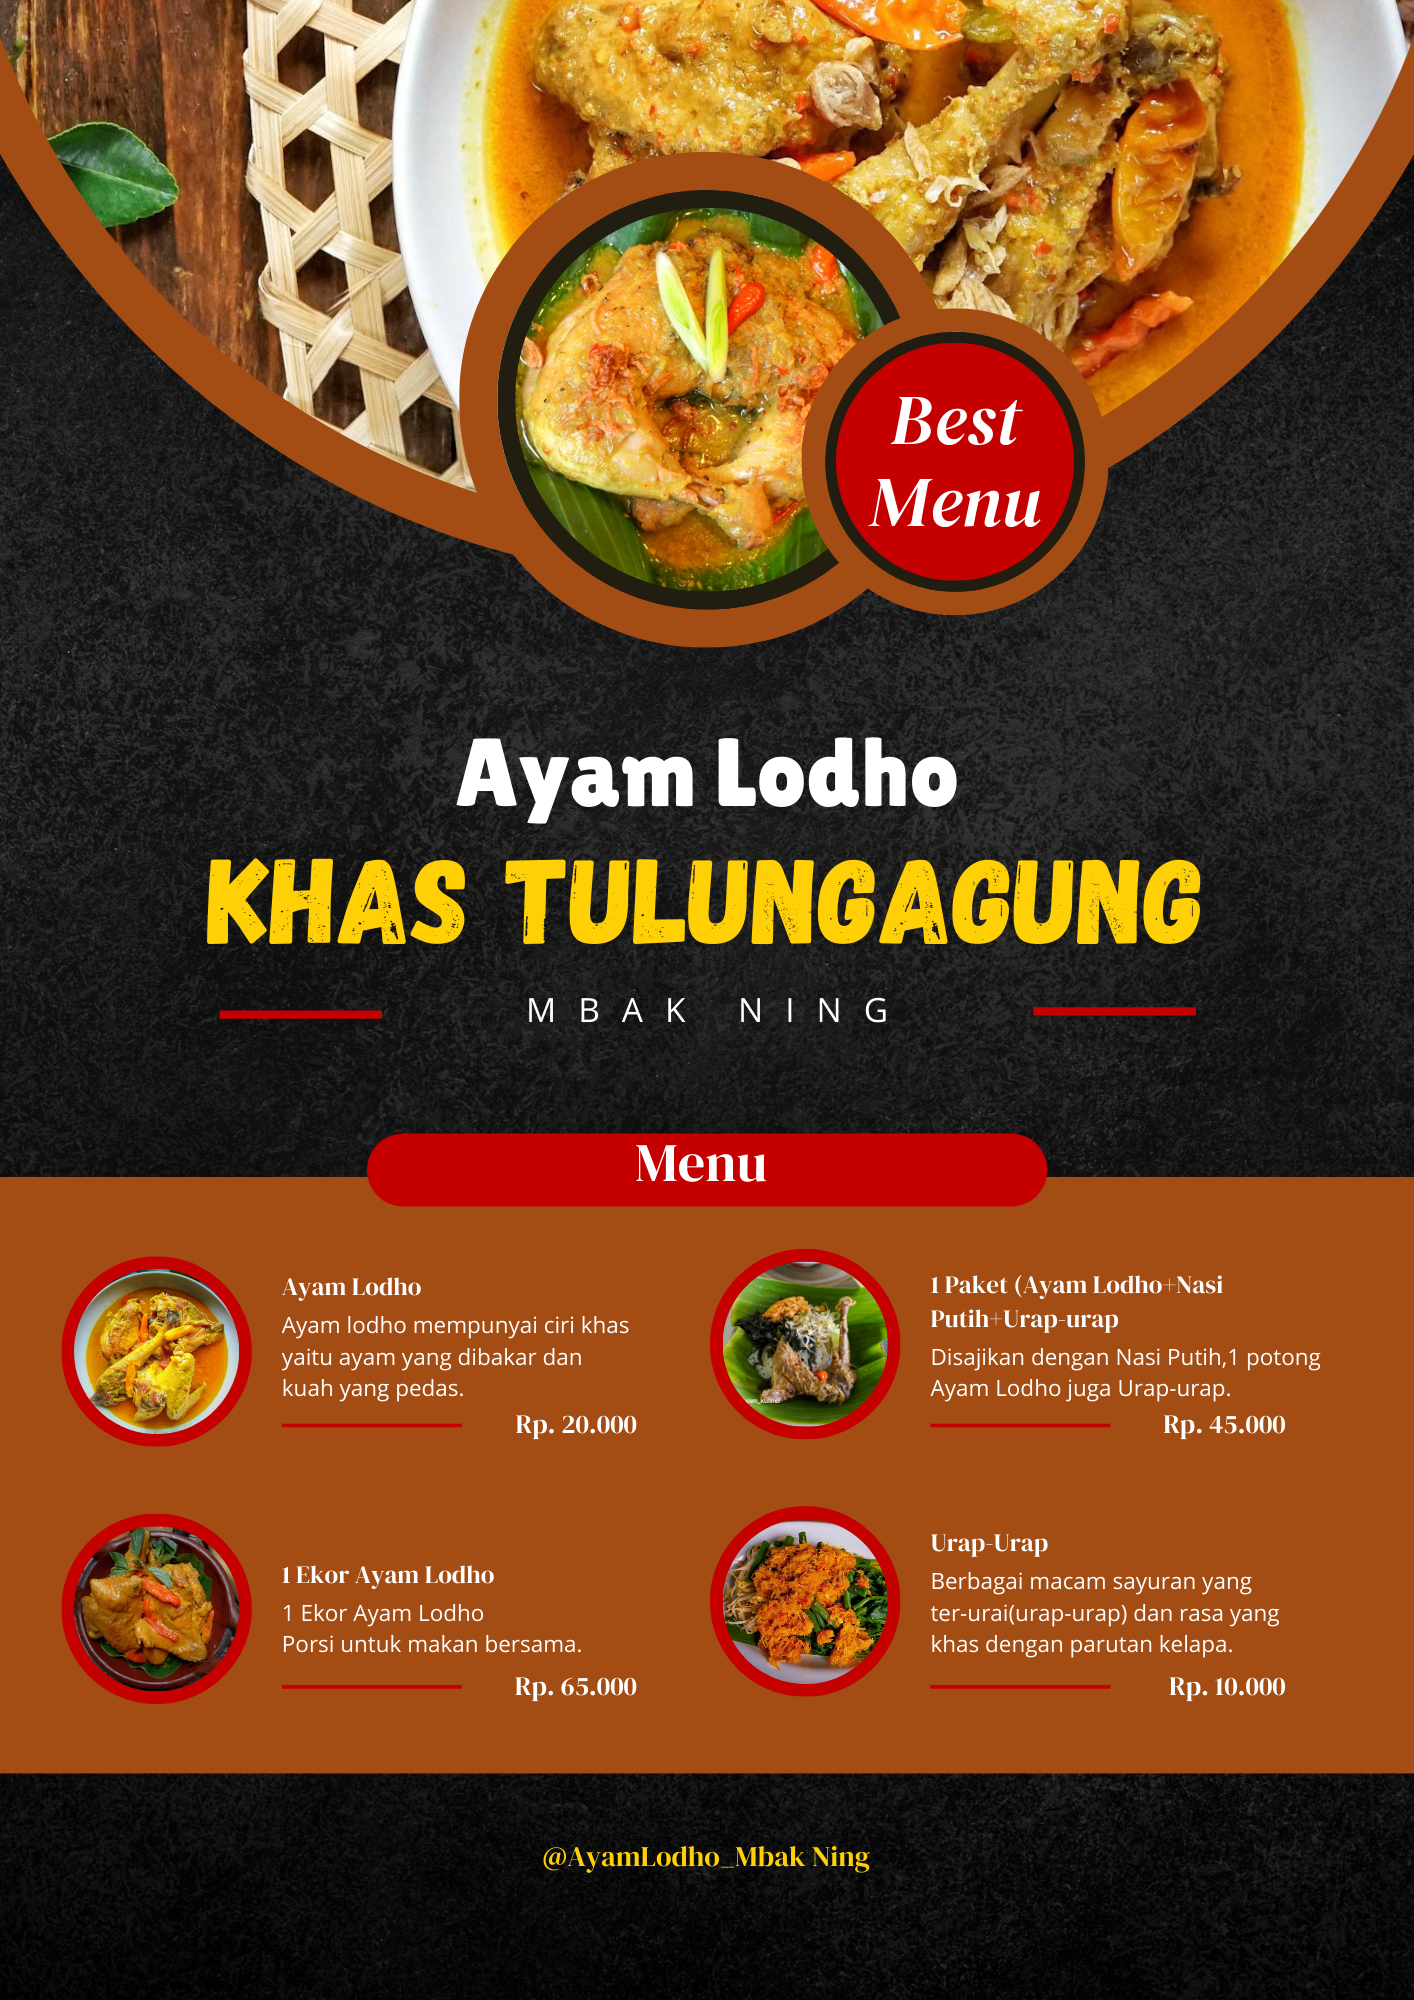 Best
Menu
Ayam Lodho
KHAS TULUNGAGUNG
MBAK NING
Menu
Ayam Lodho
Ayam lodho mempunyai ciri khas
yaitu ayam yang dibakar dan
kuah yang pedas.
Rp. 20.000
1 Paket (Ayam Lodho+Nasi
Putih+Urap-urap
Disajikan dengan Nasi Putih,1 potong
Ayam Lodho juga Urap-urap.
Rp. 45.000
1 Ekor Ayam Lodho
1 Ekor Ayam Lodho
Porsi untuk makan bersama.
Rp. 65.000
Urap-Urap
Berbagai macam sayuran yang
ter-urai(urap-urap) dan rasa yang
khas dengan parutan kelapa.
Rp. 10.000
@AyamLodho_Mbak Ning